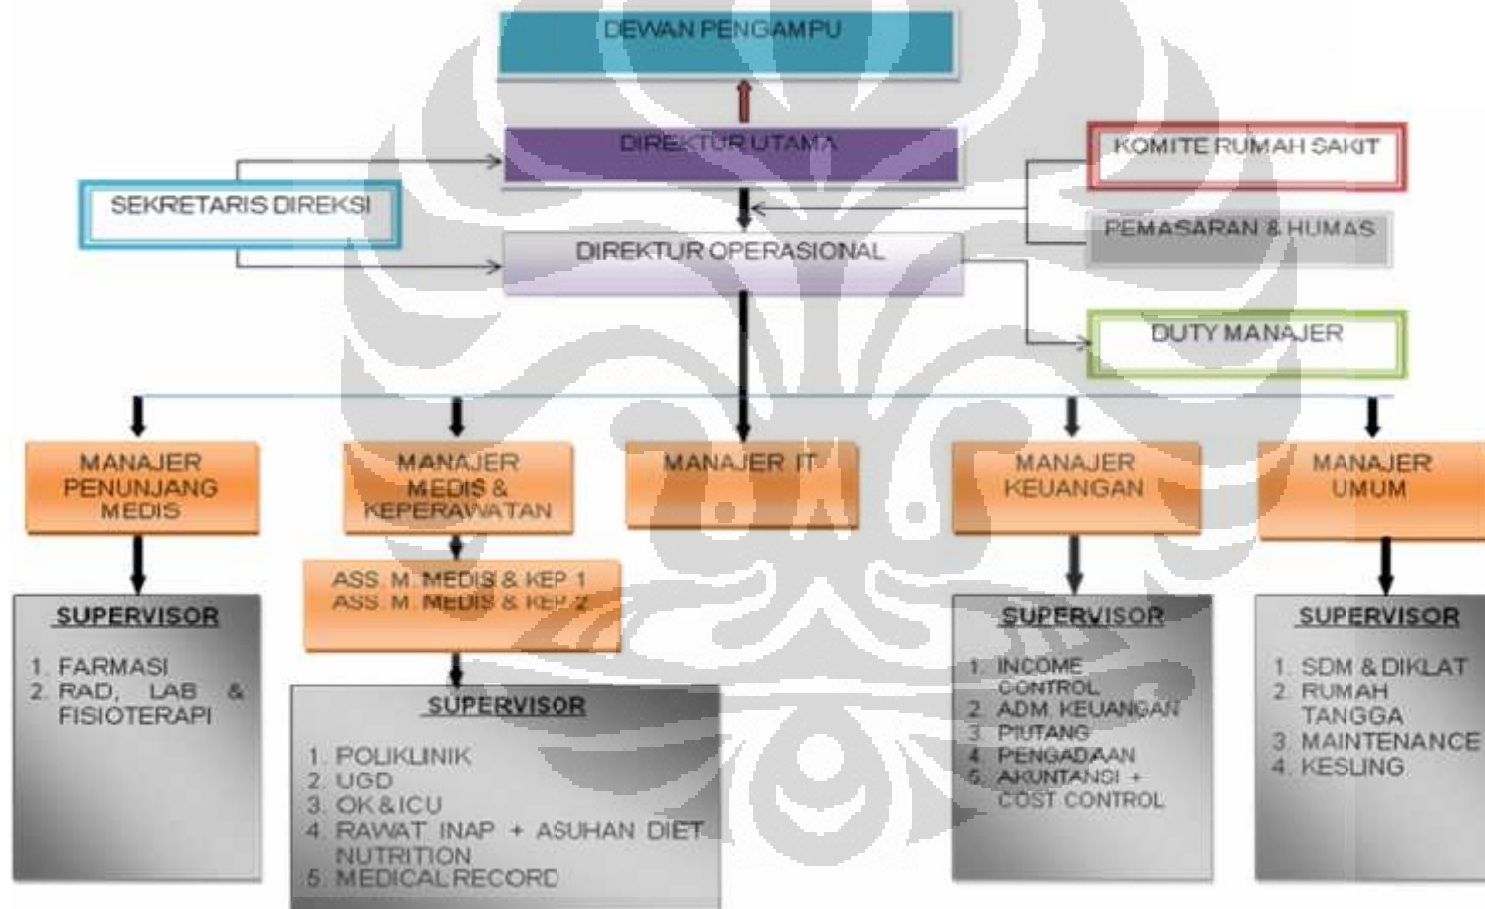 DEWAN PENGAMPU
DIREKTUR UTAMA
KOMITE RUMAH SAKIT
SEKRETARIS DIREKSI
PEMASARAN & HUMAS
DIREKTUR OPERASIONAL
DUTY MANAJER
MANAJER
PENUNJANG
MEDIS
MANAJER
MEDIS &
KEPERAWATAN
MANAJER IT
MANAJER
KEUANGAN
MANAJER
UMUM
ASS. M. MEDIS & KEP 1
ASS. M. MEDIS & KEP 2
SUPERVISOR
1. FARMASI
2. RAD, LAB &
FISIOTERAPI
SUPERVISOR
1. POLIKLINIK
2. UGD
3. OK & ICU
4. RAWAT INAP + ASUHAN DIET
NUTRITION
5. MEDICAL RECORD
SUPERVISOR
1. INCOME
CONTROL
2. ADM. KEUANGAN
3. PIUTANG
4. PENGADAAN
5. AKUNTANSI +
COST CONTROL
SUPERVISOR
1. SDM & DIKLAT
2. RUMAH
TANGGA
3. MAINTENANCE
4. KESLING